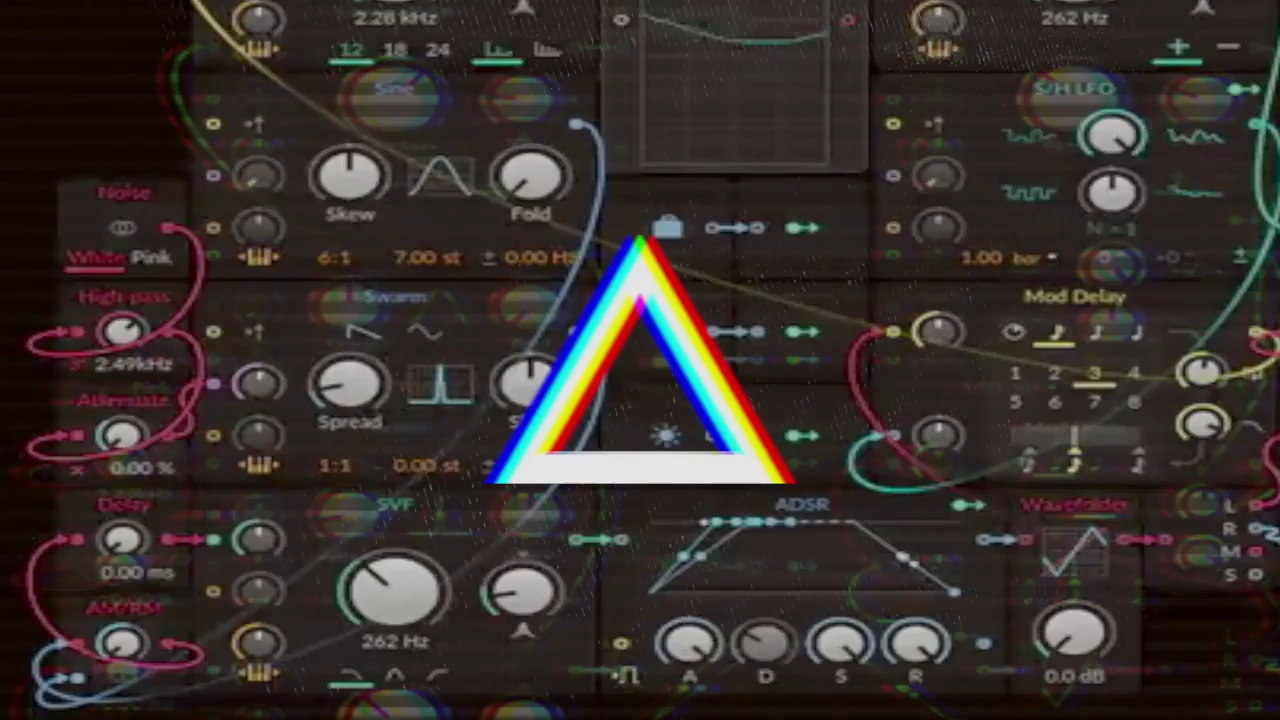 2.28 kHz
262 Hz
12 18 24
Sine
S/H LFO
Skew
Fold
Noise
White Pink
6:1
7.00 st
± 0.00 Hz
N = 1
1.00 bar
High-pass
Swarm
Mod Delay
2.49kHz
1 2 3 4
5 6 7 8
Attenuate
Spread
0.00 %
1:1
0.00 st
Delay
SVF
ADSR
Wavefolder
L
R
M
S
0.00 ms
AM/RM
262 Hz
A D S R
0.0 dB